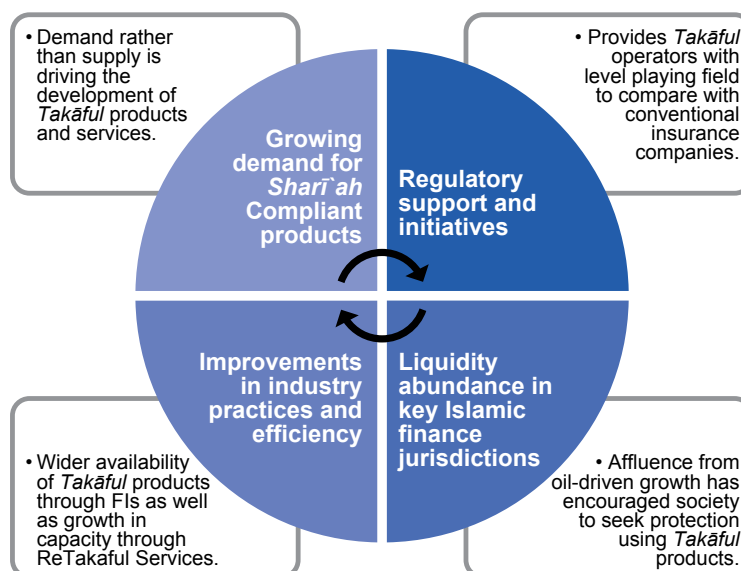 • Demand rather
than supply is
driving the
development of
Takāful products
and services.
• Provides Takāful
operators with
level playing field
to compare with
conventional
insurance
companies.
Growing
demand for
Sharī`ah
Compliant
products
Regulatory
support and
initiatives
Improvements
in industry
practices and
efficiency
Liquidity
abundance in
key Islamic
finance
jurisdictions
• Wider availability
of Takāful products
through FIs as well
as growth in
capacity through
ReTakaful Services.
• Affluence from
oil-driven growth has
encouraged society
to seek protection
using Takāful
products.